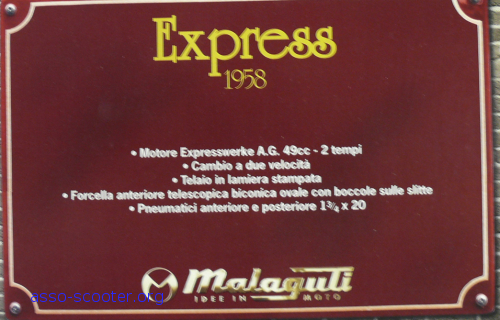 Express
1958
• Motore Expresswerke A.G. 49cc - 2 tempi
• Cambio a due velocità
• Telaio in lamiera stampata
• Forcella anteriore telescopica biconica ovale con boccole sulle slitte
• Pneumatici anteriore e posteriore 1¾ x 20
Malaguti
IDEE IN MOTO
essc-scooter.org